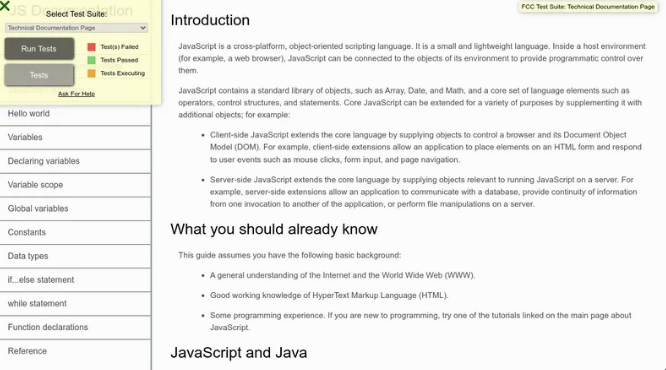 JS Documentation
Select Test Suite:
Technical Documentation Page
Run Tests
Test(s) Failed
Tests Passed
Tests Executing
Tests
Ask For Help
Hello world
Variables
Declaring variables
Variable scope
Global variables
Constants
Data types
if...else statement
while statement
Function declarations
Reference
FCC Test Suite: Technical Documentation Page
Introduction
JavaScript is a cross-platform, object-oriented scripting language. It is a small and lightweight language. Inside a host environment
(for example, a web browser), JavaScript can be connected to the objects of its environment to provide programmatic control over
them.
JavaScript contains a standard library of objects, such as Array, Date, and Math, and a core set of language elements such as
operators, control structures, and statements. Core JavaScript can be extended for a variety of purposes by supplementing it with
additional objects; for example:
• Client-side JavaScript extends the core language by supplying objects to control a browser and its Document Object
Model (DOM). For example, client-side extensions allow an application to place elements on an HTML form and respond
to user events such as mouse clicks, form input, and page navigation.
• Server-side JavaScript extends the core language by supplying objects relevant to running JavaScript on a server. For
example, server-side extensions allow an application to communicate with a database, provide continuity of information
from one invocation to another of the application, or perform file manipulations on a server.
What you should already know
This guide assumes you have the following basic background:
• A general understanding of the Internet and the World Wide Web (WWW).
• Good working knowledge of HyperText Markup Language (HTML).
• Some programming experience. If you are new to programming, try one of the tutorials linked on the main page about
JavaScript.
JavaScript and Java